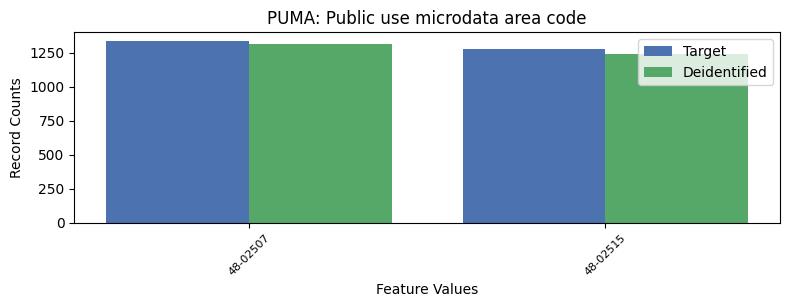 PUMA: Public use microdata area code
Record Counts
1250
1000
750
500
250
0
Target
Deidentified
48-02507
48-02515
Feature Values